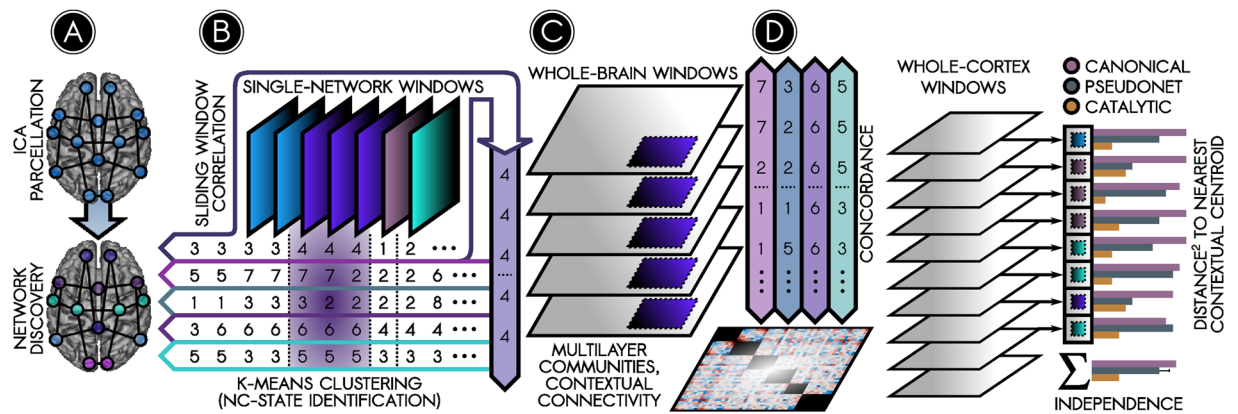 A
B
C
D
ICA
PARCELLATION
NETWORK
DISCOVERY
SLIDING WINDOW
CORRELATION
SINGLE-NETWORK WINDOWS
3 3 3 3 4 4 4 1 2 ...
5 5 7 7 7 7 2 2 2 6 ...
1 1 3 3 3 2 2 2 2 8 ...
3 6 6 6 6 6 6 4 4 4 ...
5 5 3 3 5 5 5 3 3 3 ...
K-MEANS CLUSTERING
(NC-STATE IDENTIFICATION)
4
4
4
4
4
WHOLE-BRAIN WINDOWS
MULTILAYER
COMMUNITIES,
CONTEXTUAL
CONNECTIVITY
7 3 6 5
7 2 6 5
2 2 6 5
1 1 6 3
1 5 6 3
CONCORDANCE
WHOLE-CORTEX
WINDOWS
CANONICAL
PSEUDONET
CATALYTIC
DISTANCE² TO NEAREST
CONTEXTUAL CENTROID
Σ
INDEPENDENCE